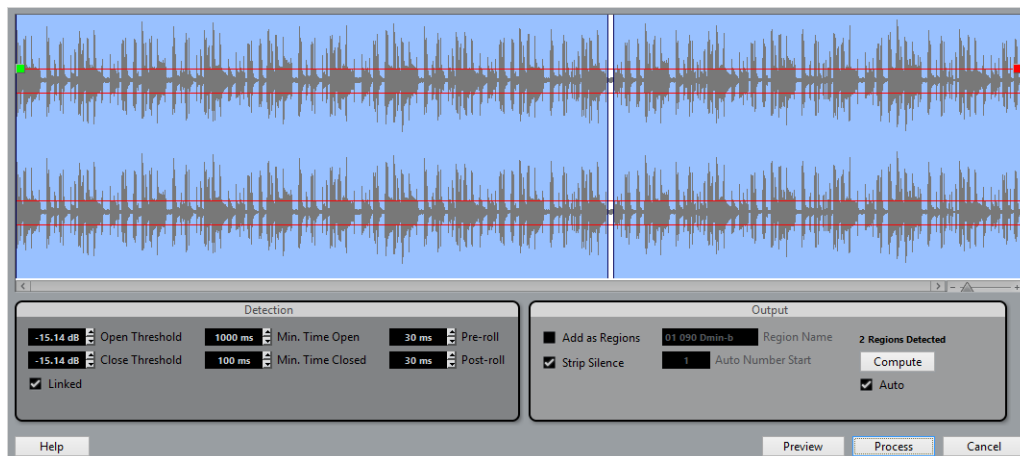 Detection
-15.14 dB Open Threshold 1000 ms Min. Time Open 30 ms Pre-roll
-15.14 dB Close Threshold 100 ms Min. Time Closed 30 ms Post-roll
Linked
Output
Add as Regions 01 090 Dmin-b Region Name 2 Regions Detected
Strip Silence 1 Auto Number Start Compute
Auto
Help Preview Process Cancel